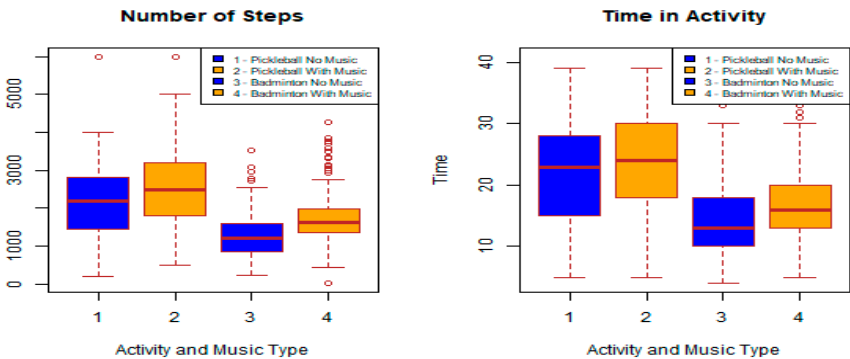 Number of Steps
1 - Pickleball No Music
2 - Pickleball With Music
3 - Badminton No Music
4 - Badminton With Music
5000
3000
1000
0
1 2 3 4
Activity and Music Type
Time in Activity
1 - Pickleball No Music
2 - Pickleball With Music
3 - Badminton No Music
4 - Badminton With Music
Time
40
30
20
10
1 2 3 4
Activity and Music Type